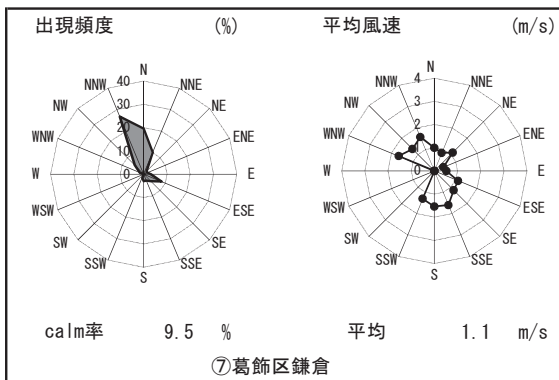 出現頻度 (%) 平均風速 (m/s)
N N
NNW 40 NNE NNW 4 NNE
NW 30 NE NW 3 NE
20 2
WNW 10 ENE WNW 1 ENE
W 0 E W 0 E
WSW ESE WSW ESE
SW SE SW SE
SSW SSE SSW SSE
S S
calm率 9.5 % 平均 1.1 m/s
⑦葛飾区鎌倉